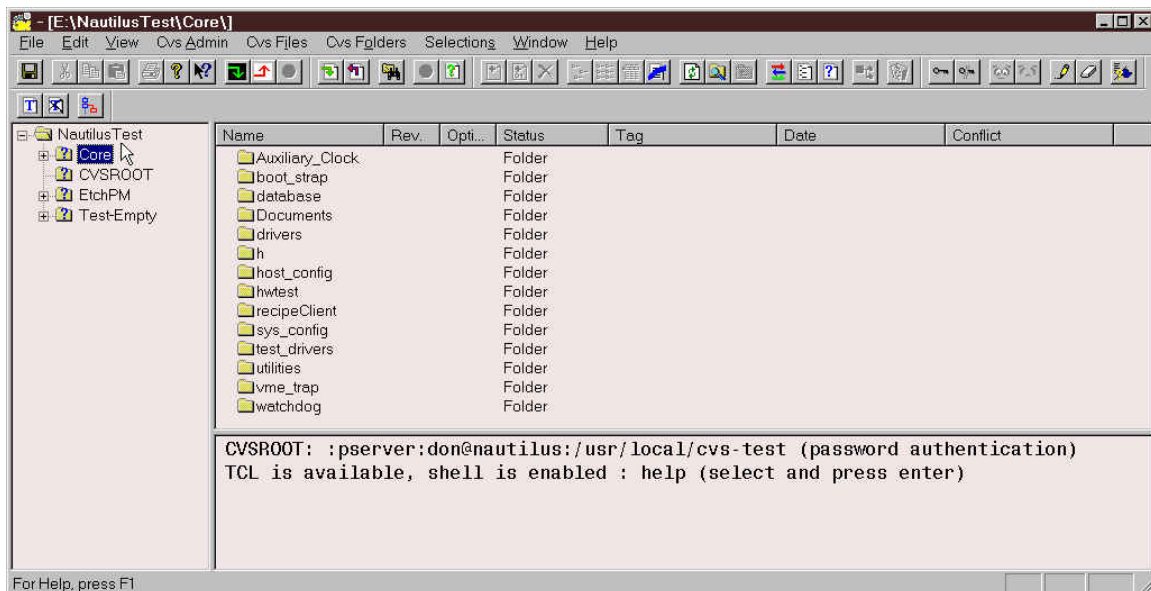 - [E:\NautilusTest\Core\]
File Edit View Cvs Admin Cvs Files Cvs Folders Selections Window Help
NautilusTest
Core
CVSROOT
EtchPM
Test-Empty
Name Rev. Opti... Status Tag Date Conflict
Auxiliary_Clock Folder
boot_strap Folder
database Folder
Documents Folder
drivers Folder
h Folder
host_config Folder
hwtest Folder
recipeClient Folder
sys_config Folder
test_drivers Folder
utilities Folder
vme_trap Folder
watchdog Folder
CVSROOT: :pserver:don@nautilus:/usr/local/cvs-test (password authentication)
TCL is available, shell is enabled : help (select and press enter)
For Help, press F1